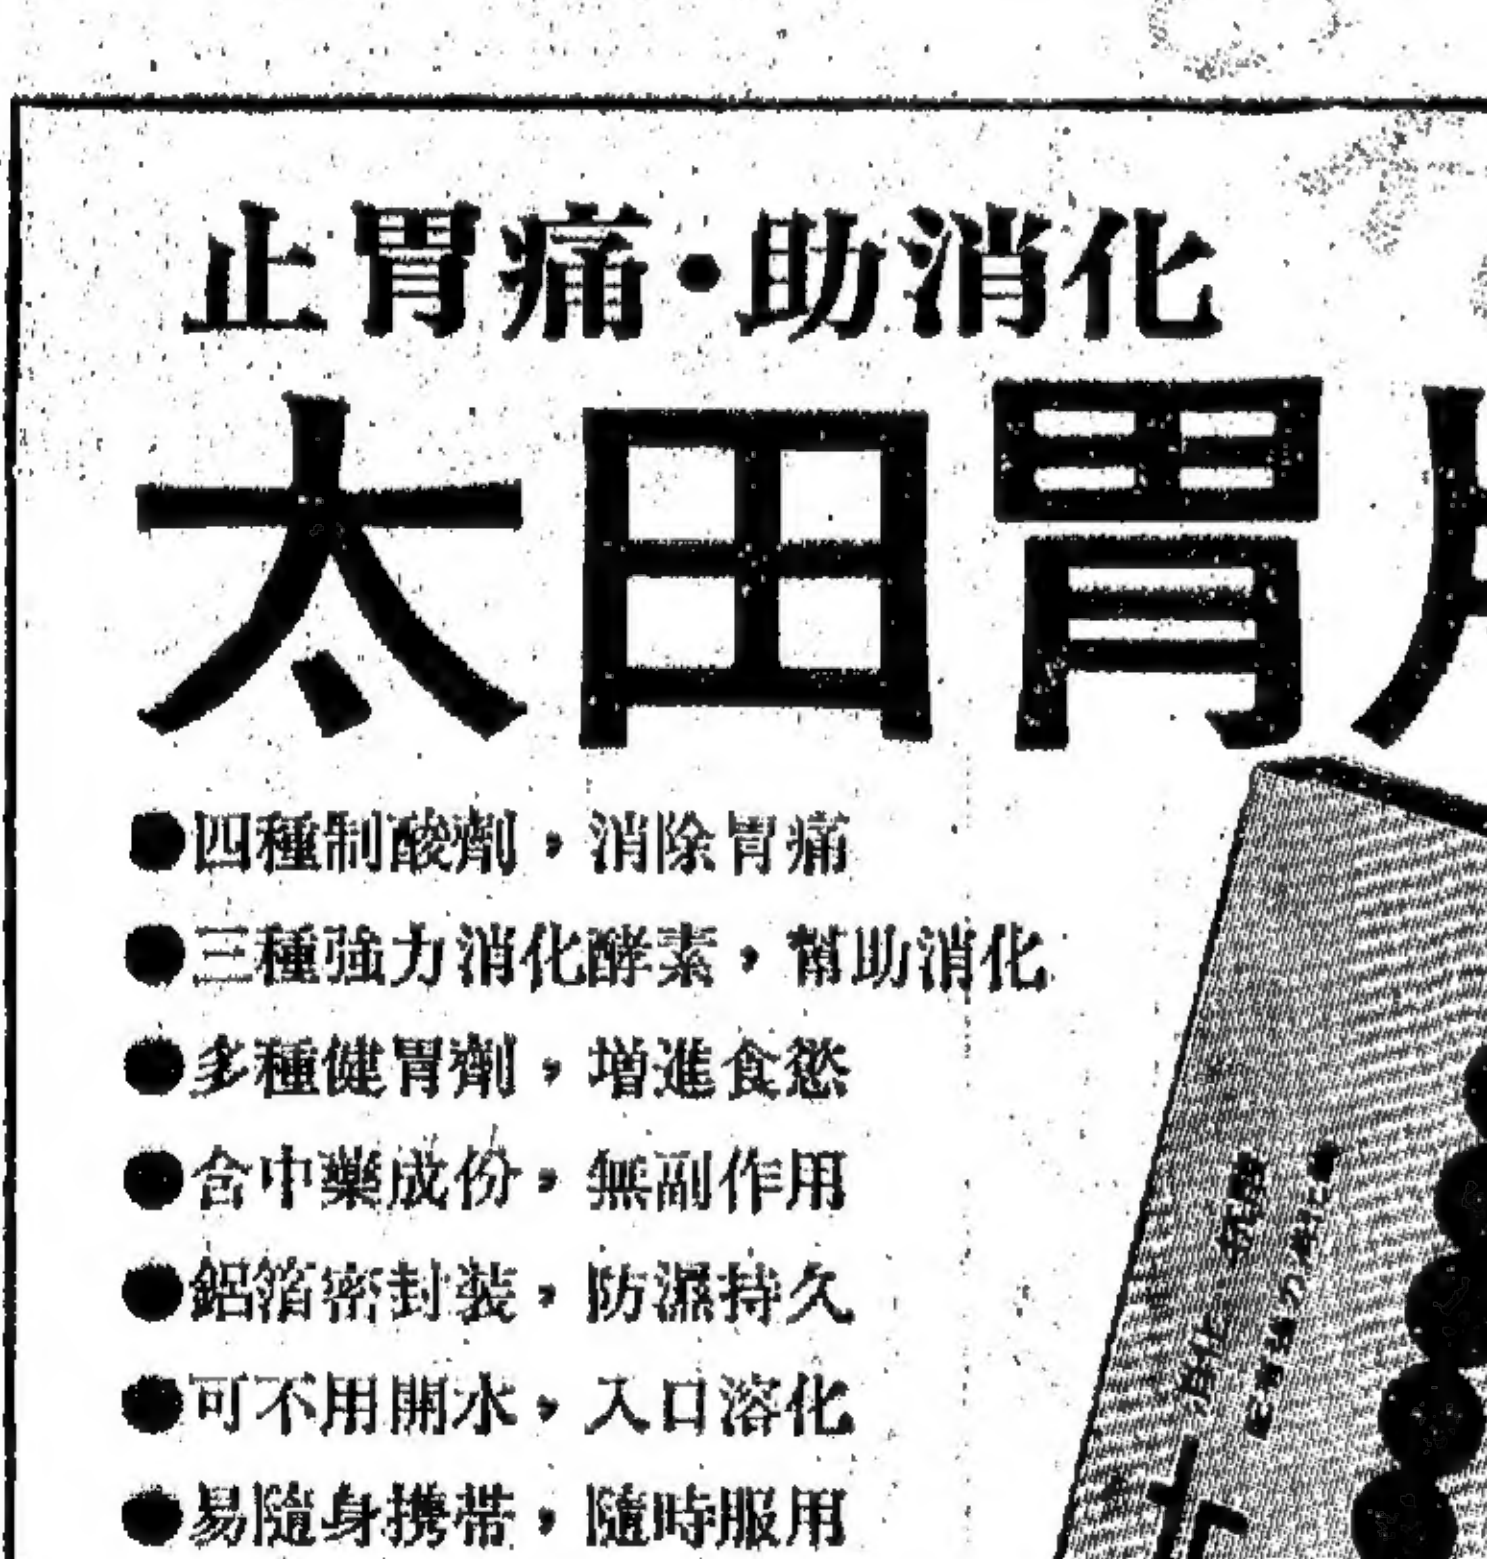 止胃痛·助消化
太田胃
●四種制酸劑，消除胃痛
●三種強力消化酵素，幫助消化
●多種健胃劑，增進食慾
●含中藥成份，無副作用
●鋁箔密封裝，防濕持久
●可不用開水，入口溶化
●易隨身携帶，隨時服用